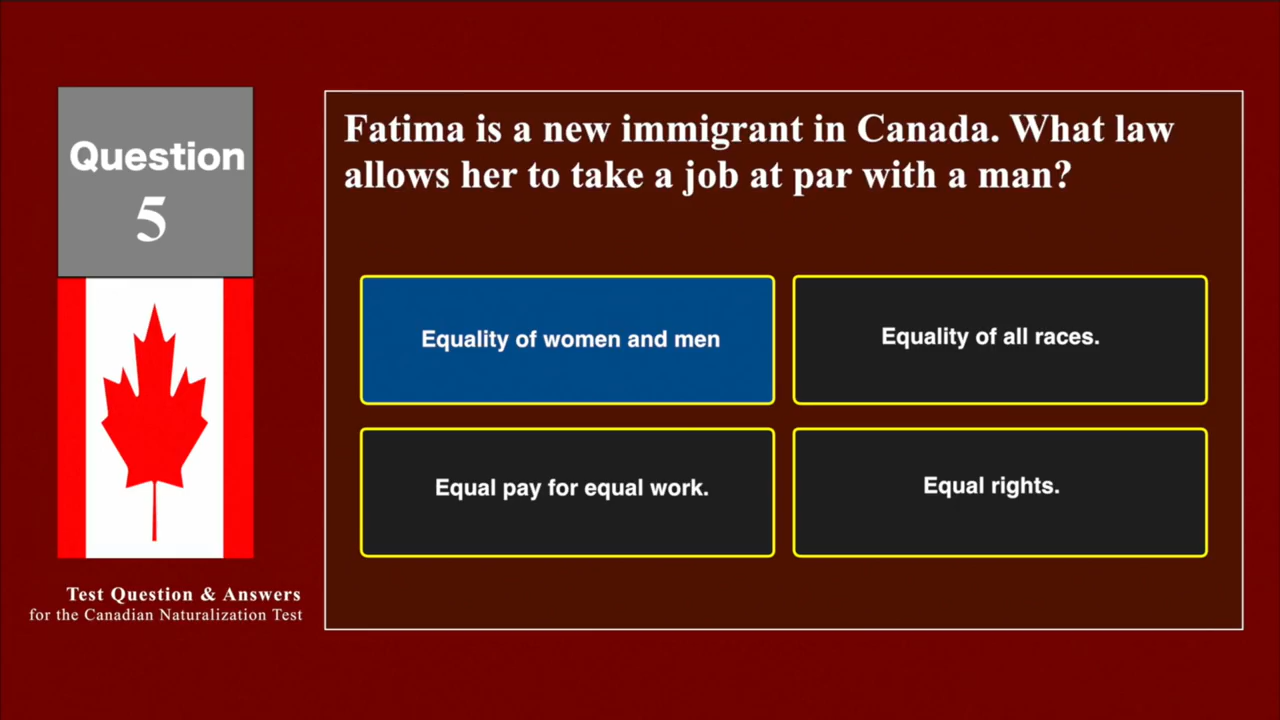 Question
5
Fatima is a new immigrant in Canada. What law
allows her to take a job at par with a man?
Equality of women and men
Equality of all races.
Equal pay for equal work.
Equal rights.
Test Question & Answers
for the Canadian Naturalization Test